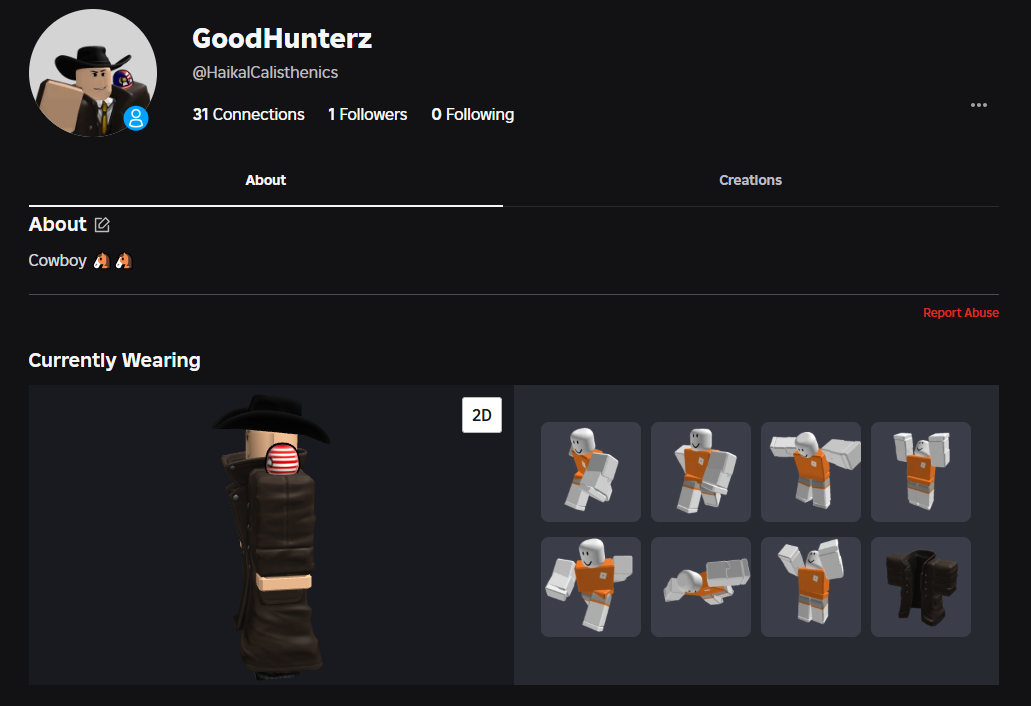 GoodHunterz
@HaikalCalisthenics
31 Connections 1 Followers 0 Following
About Creations
About
Cowboy 🐴 🐴
Report Abuse
Currently Wearing
2D